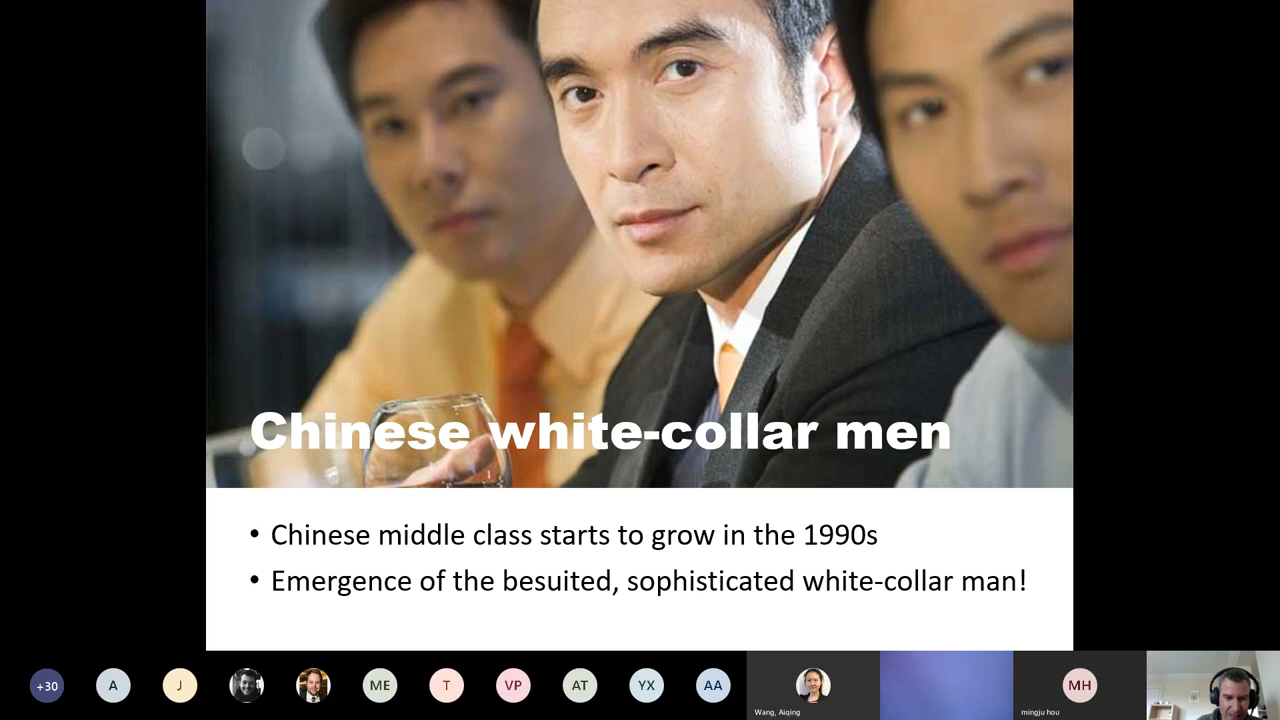 Chinese white-collar men
• Chinese middle class starts to grow in the 1990s
• Emergence of the besuited, sophisticated white-collar man!
+30
A
J
ME
T
VP
AT
YX
AA
Wang, Aiqing
MH
mingju hou